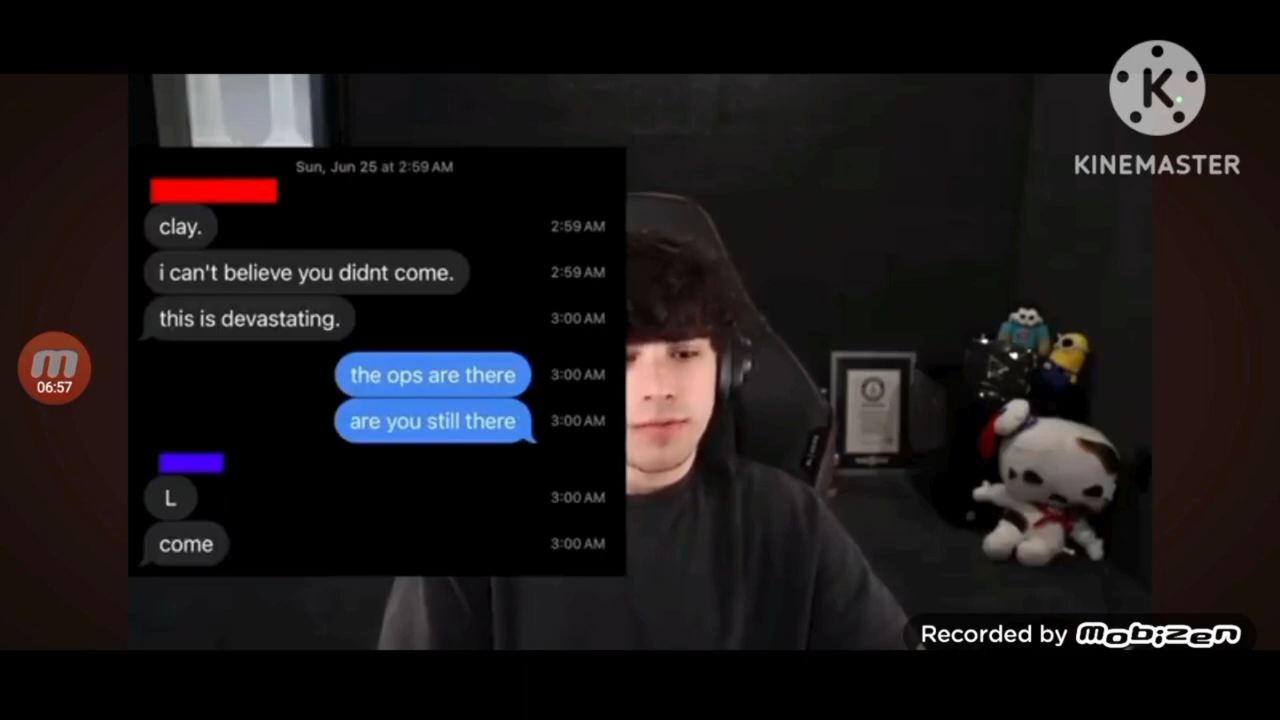 KINEMASTER
Sun, Jun 25 at 2:59 AM
clay.
2:59 AM
i can't believe you didnt come.
2:59 AM
this is devastating.
3:00 AM
the ops are there
3:00 AM
are you still there
3:00 AM
L
3:00 AM
come
3:00 AM
06:57
Recorded by mobizen